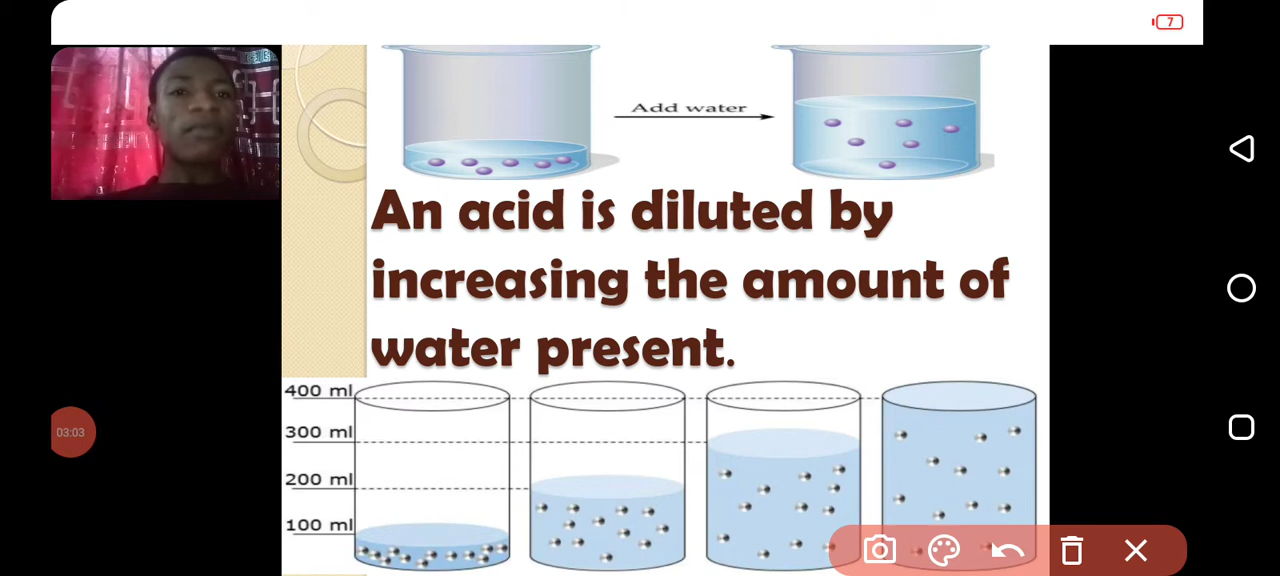 7
Add water
An acid is diluted by
increasing the amount of
water present.
400 ml
300 ml
200 ml
100 ml
03:03